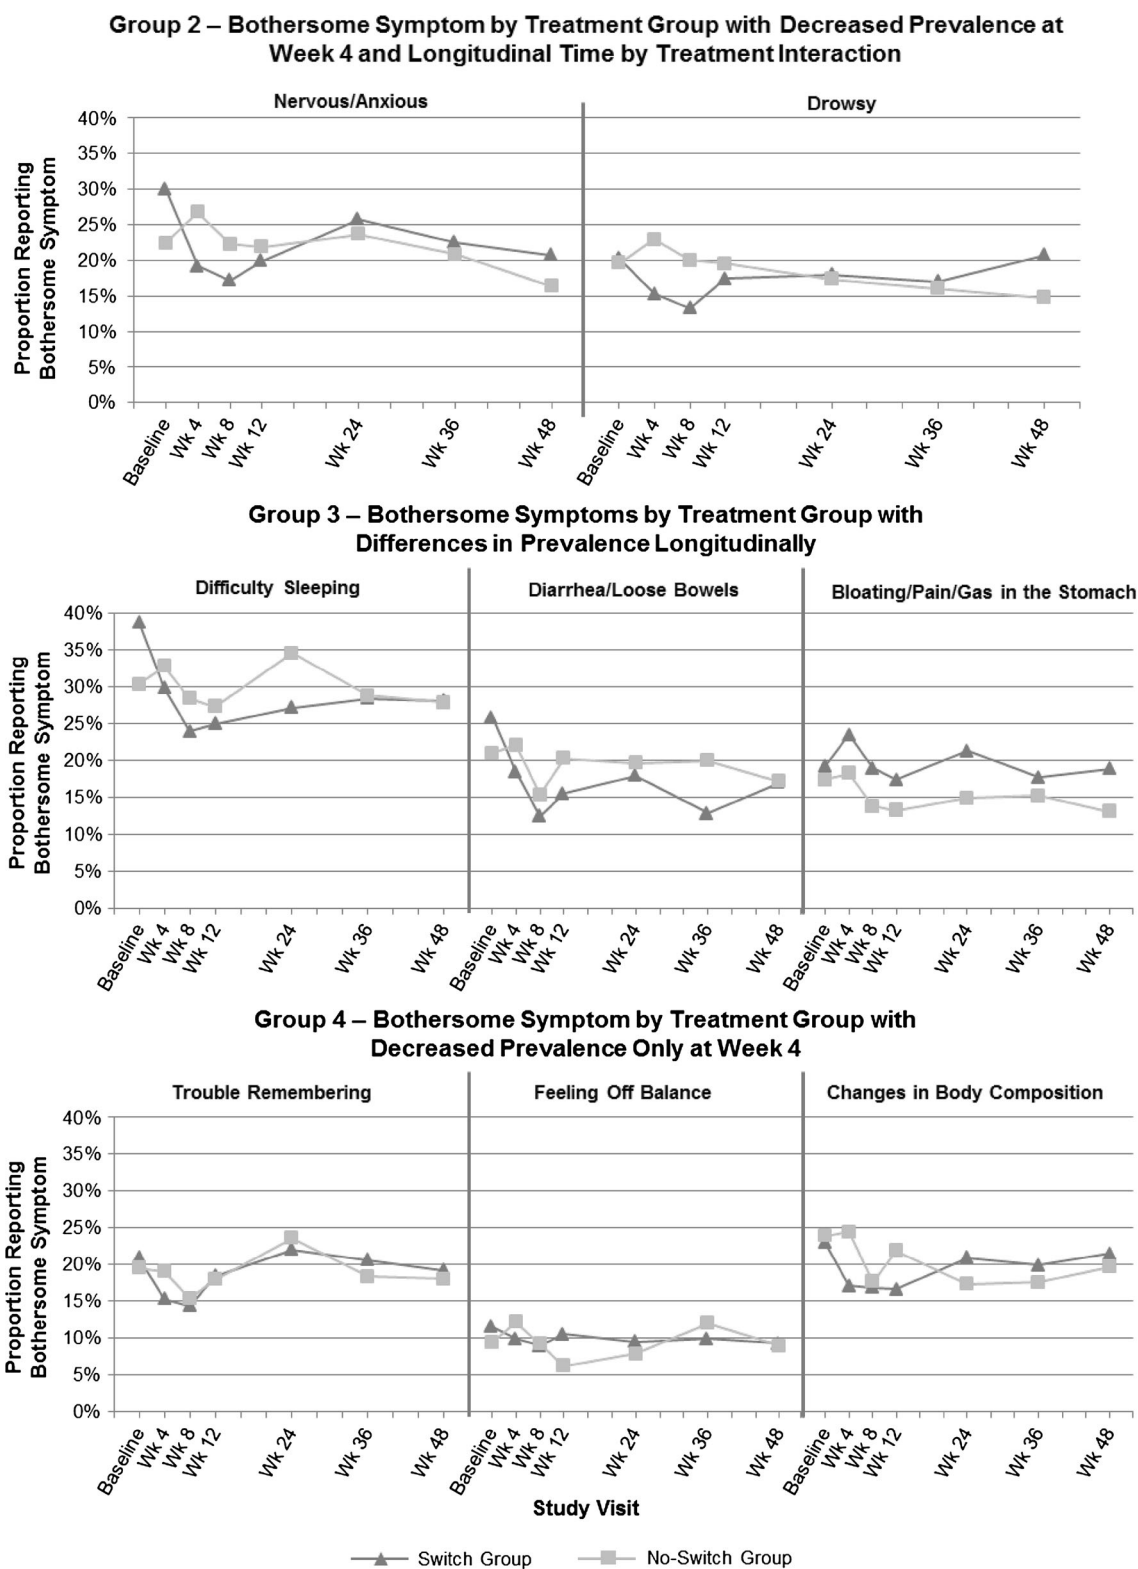 Group 2 – Bothersome Symptom by Treatment Group with Decreased Prevalence at
Week 4 and Longitudinal Time by Treatment Interaction
Nervous/Anxious
Drowsy
Proportion Reporting
Bothersome Symptom
40%
35%
30%
25%
20%
15%
10%
5%
0%
Baseline
Wk 4
Wk 8
Wk 12
Wk 24
Wk 36
Wk 48
Baseline
Wk 4
Wk 8
Wk 12
Wk 24
Wk 36
Wk 48
Group 3 – Bothersome Symptoms by Treatment Group with
Differences in Prevalence Longitudinally
Difficulty Sleeping
Diarrhea/Loose Bowels
Bloating/Pain/Gas in the Stomach
Proportion Reporting
Bothersome Symptom
40%
35%
30%
25%
20%
15%
10%
5%
0%
Baseline
Wk 4
Wk 8
Wk 12
Wk 24
Wk 36
Wk 48
Baseline
Wk 4
Wk 8
Wk 12
Wk 24
Wk 36
Wk 48
Baseline
Wk 4
Wk 8
Wk 12
Wk 24
Wk 36
Wk 48
Group 4 – Bothersome Symptom by Treatment Group with
Decreased Prevalence Only at Week 4
Trouble Remembering
Feeling Off Balance
Changes in Body Composition
Proportion Reporting
Bothersome Symptom
40%
35%
30%
25%
20%
15%
10%
5%
0%
Baseline
Wk 4
Wk 8
Wk 12
Wk 24
Wk 36
Wk 48
Baseline
Wk 4
Wk 8
Wk 12
Wk 24
Wk 36
Wk 48
Baseline
Wk 4
Wk 8
Wk 12
Wk 24
Wk 36
Wk 48
Study Visit
Switch Group
No-Switch Group